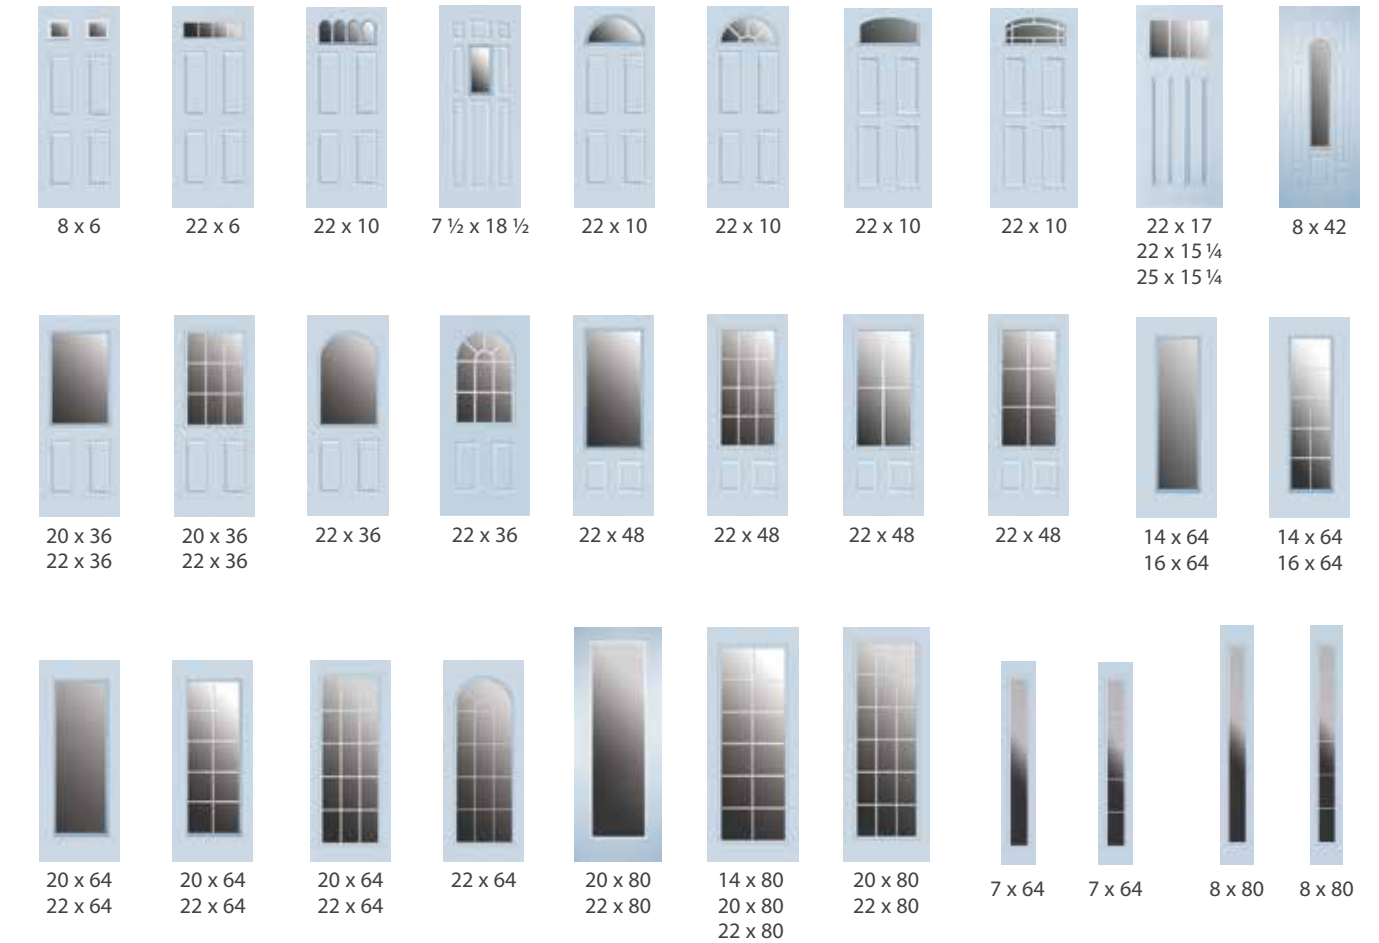 8 x 6
22 x 6
22 x 10
7 ½ x 18 ½
22 x 10
22 x 10
22 x 10
22 x 10
22 x 17
22 x 15 ¼
25 x 15 ¼
8 x 42
20 x 36
22 x 36
20 x 36
22 x 36
22 x 36
22 x 36
22 x 48
22 x 48
22 x 48
22 x 48
14 x 64
16 x 64
14 x 64
16 x 64
20 x 64
22 x 64
20 x 64
22 x 64
20 x 64
22 x 64
22 x 64
20 x 80
22 x 80
14 x 80
20 x 80
22 x 80
20 x 80
22 x 80
7 x 64
7 x 64
8 x 80
8 x 80